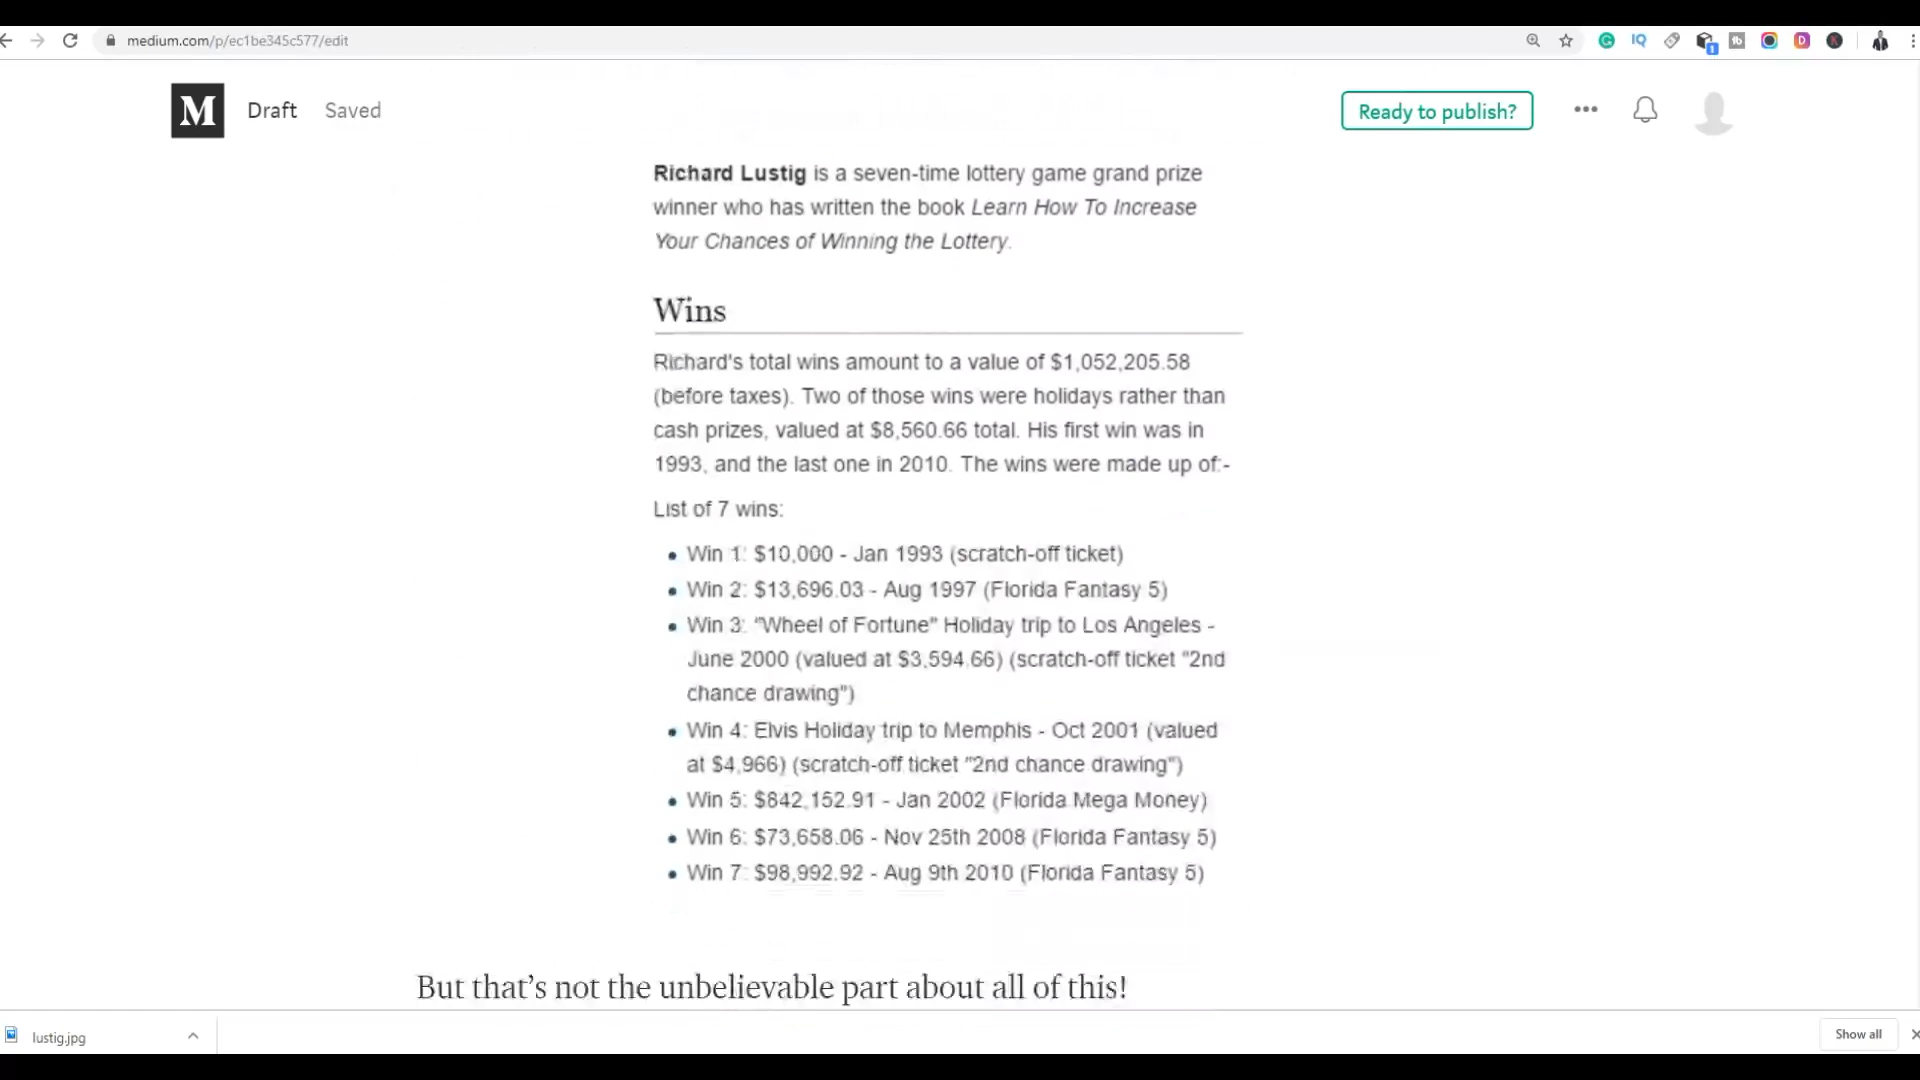 medium.com/p/ec1be345c577/edit
M Draft Saved
Ready to publish?
Richard Lustig is a seven-time lottery game grand prize
winner who has written the book Learn How To Increase
Your Chances of Winning the Lottery.
Wins
Richard's total wins amount to a value of $1,052,205.58
(before taxes). Two of those wins were holidays rather than
cash prizes, valued at $8,560.66 total. His first win was in
1993, and the last one in 2010. The wins were made up of:-
List of 7 wins:
• Win 1: $10,000 - Jan 1993 (scratch-off ticket)
• Win 2: $13,696.03 - Aug 1997 (Florida Fantasy 5)
• Win 3: "Wheel of Fortune" Holiday trip to Los Angeles -
June 2000 (valued at $3,594.66) (scratch-off ticket "2nd
chance drawing")
• Win 4: Elvis Holiday trip to Memphis - Oct 2001 (valued
at $4,966) (scratch-off ticket "2nd chance drawing")
• Win 5: $842,152.91 - Jan 2002 (Florida Mega Money)
• Win 6: $73,658.06 - Nov 25th 2008 (Florida Fantasy 5)
• Win 7: $98,992.92 - Aug 9th 2010 (Florida Fantasy 5)
But that's not the unbelievable part about all of this!
lustig.jpg
Show all